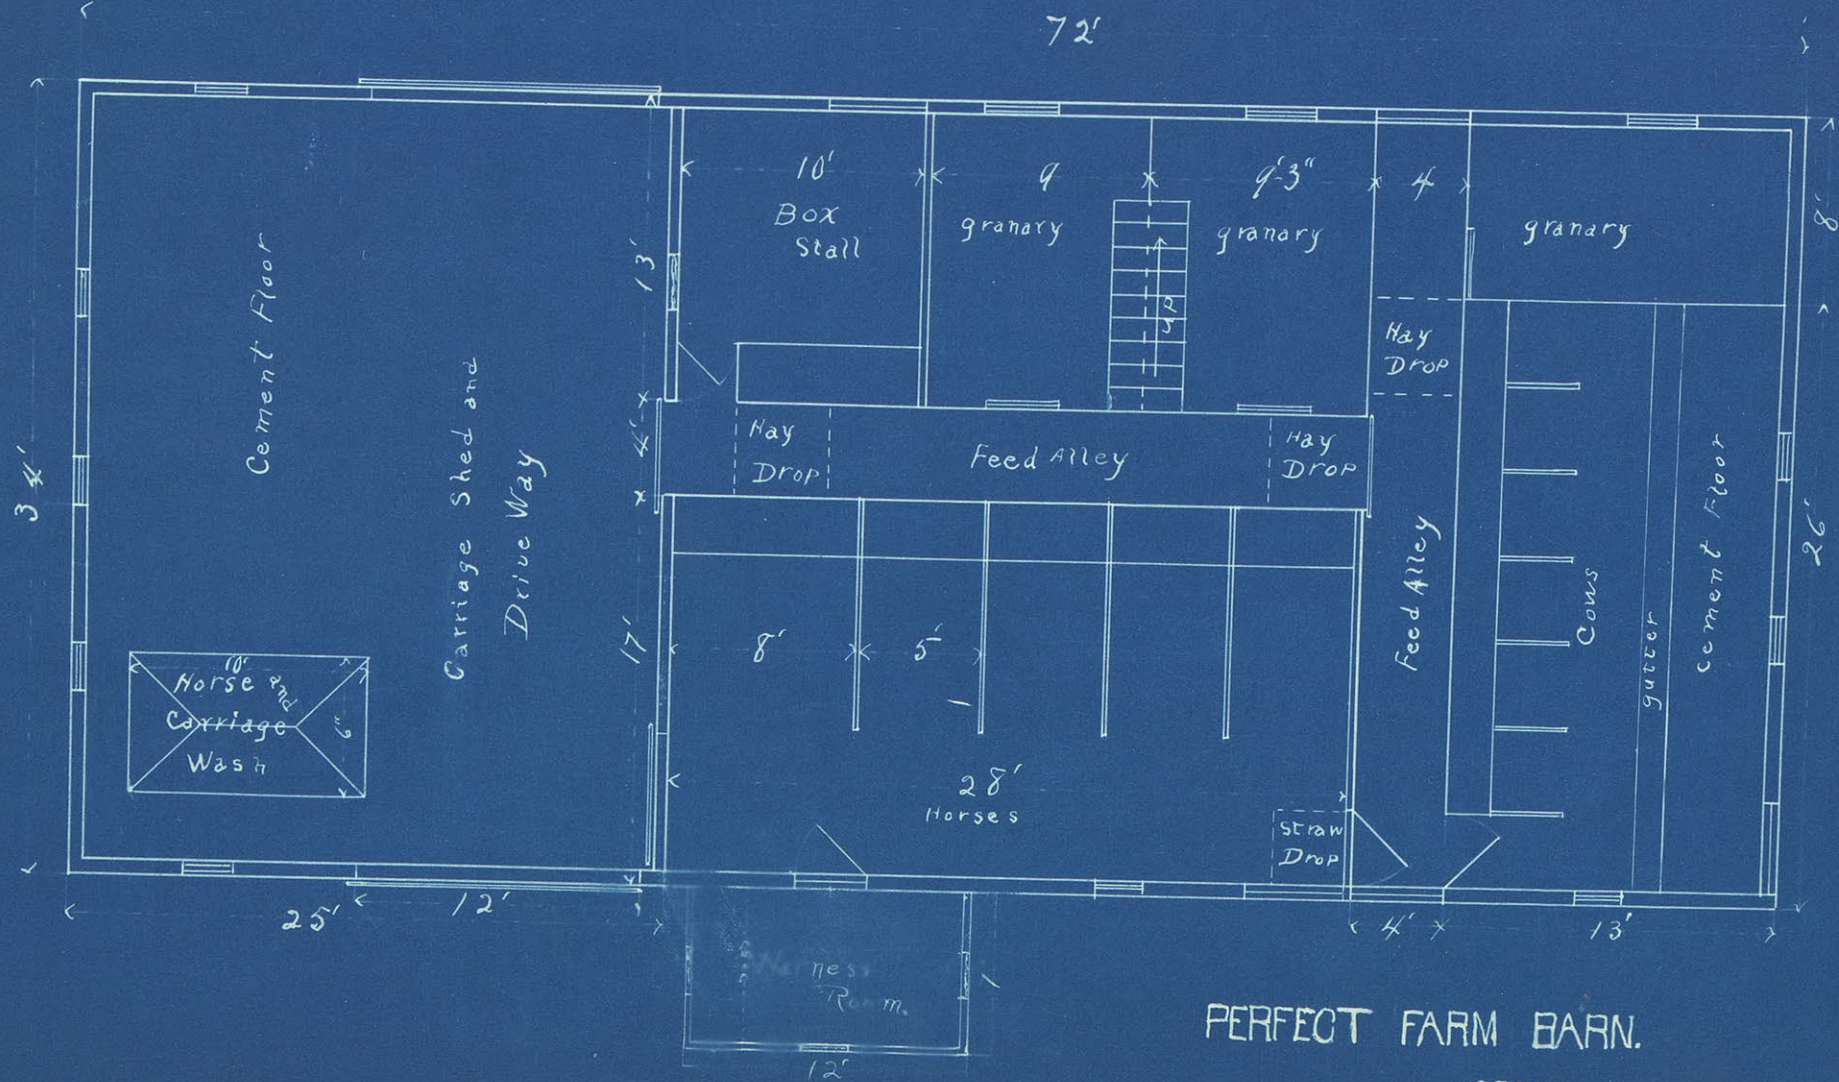 72'
34'
Cement Floor
Carriage Shed and
Drive Way
10'
Horse and
Carriage
Wash
13'
4'
17'
10'
Box
Stall
9
granary
up
9'-3"
granary
4
granary
8'
Hay
Drop
Hay
Drop
Feed Alley
Hay
Drop
8'
5'
28'
Horses
Straw
Drop
Feed Alley
Cows
gutter
Cement Floor
26'
25'
12'
4'
13'
Harness
Room.
12'
PERFECT FARM BARN.